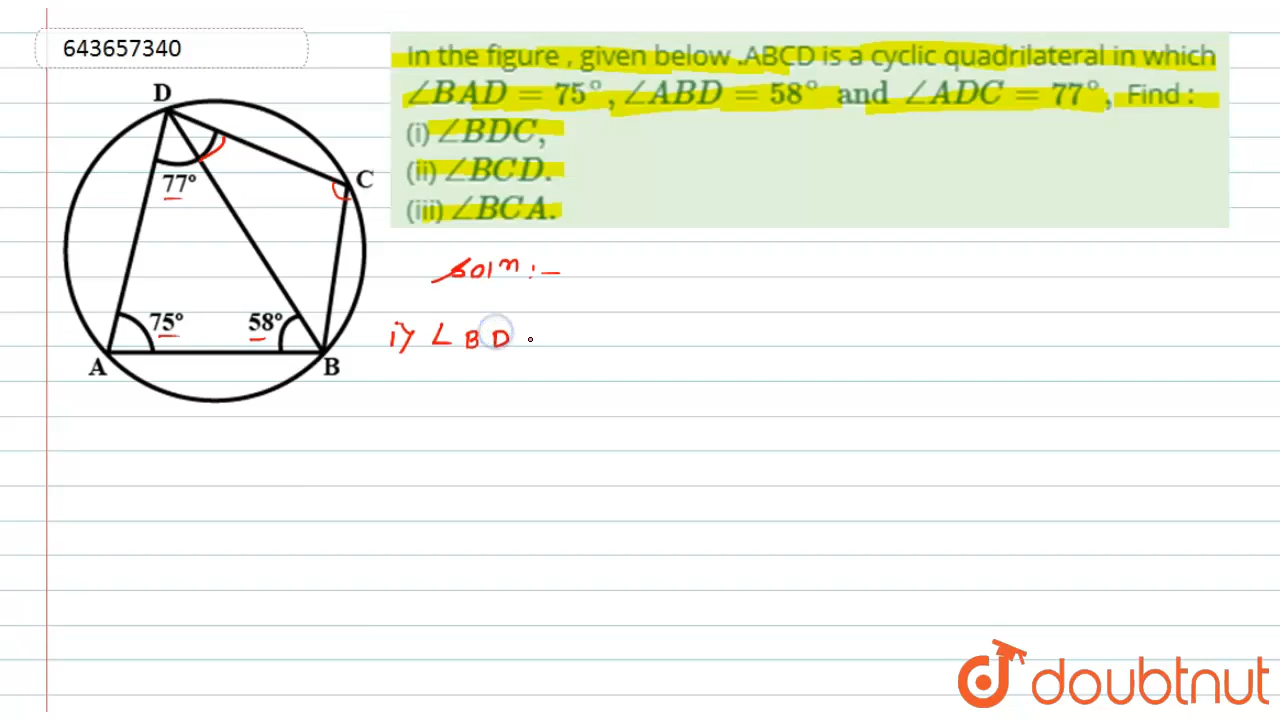 643657340
In the figure , given below .ABCD is a cyclic quadrilateral in which
∠BAD = 75°, ∠ABD = 58° and ∠ADC = 77°, Find :
(i) ∠BDC,
(ii) ∠BCD.
(iii) ∠BCA.
D
C
77°
75°
58°
A
B
Solⁿ :–
i) ∠ B D
doubtnut